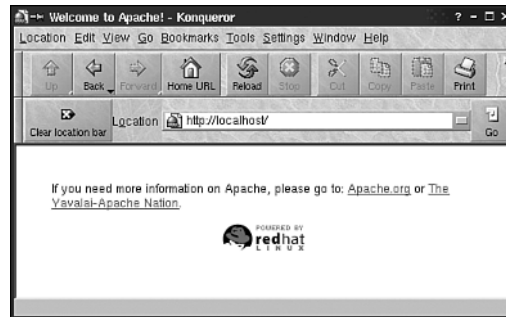 Welcome to Apache! - Konqueror
Location Edit View Go Bookmarks Tools Settings Window Help
Up Back Forward Home URL Reload Stop Cut Copy Paste Print
Clear location bar Location http://localhost/ Go
If you need more information on Apache, please go to: Apache.org or The
Yavalai-Apache Nation.
POWERED BY
redhat
LINUX